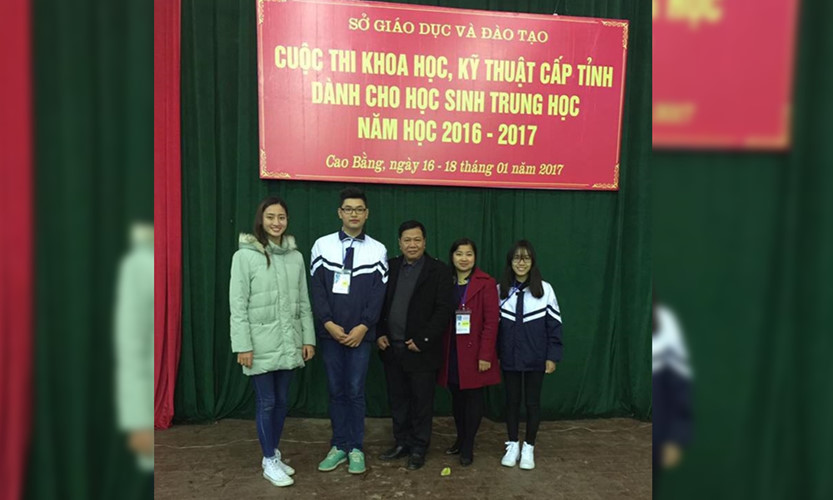 SỞ GIÁO DỤC VÀ ĐÀO TẠO
CUỘC THI KHOA HỌC, KỸ THUẬT CẤP TỈNH
DÀNH CHO HỌC SINH TRUNG HỌC
NĂM HỌC 2016 - 2017
Cao Bằng, ngày 16 - 18 tháng 01 năm 2017